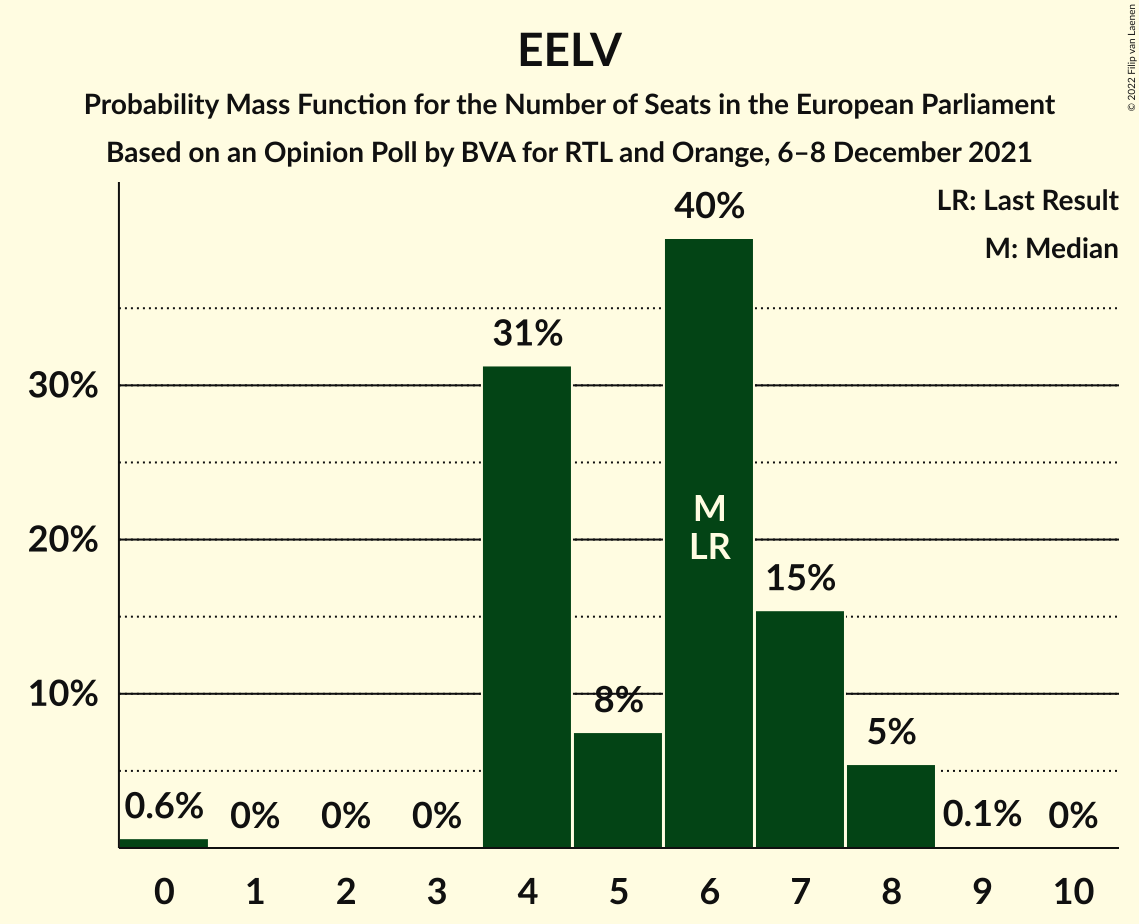 EELV
Probability Mass Function for the Number of Seats in the European Parliament
Based on an Opinion Poll by BVA for RTL and Orange, 6–8 December 2021
© 2022 Filip van Laenen
LR: Last Result
M: Median
40%
31%
30%
M
20%
LR
15%
10%
8%
5%
0.6%
0%
0%
0%
0.1%
0%
0 1 2 3 4 5 6 7 8 9 10